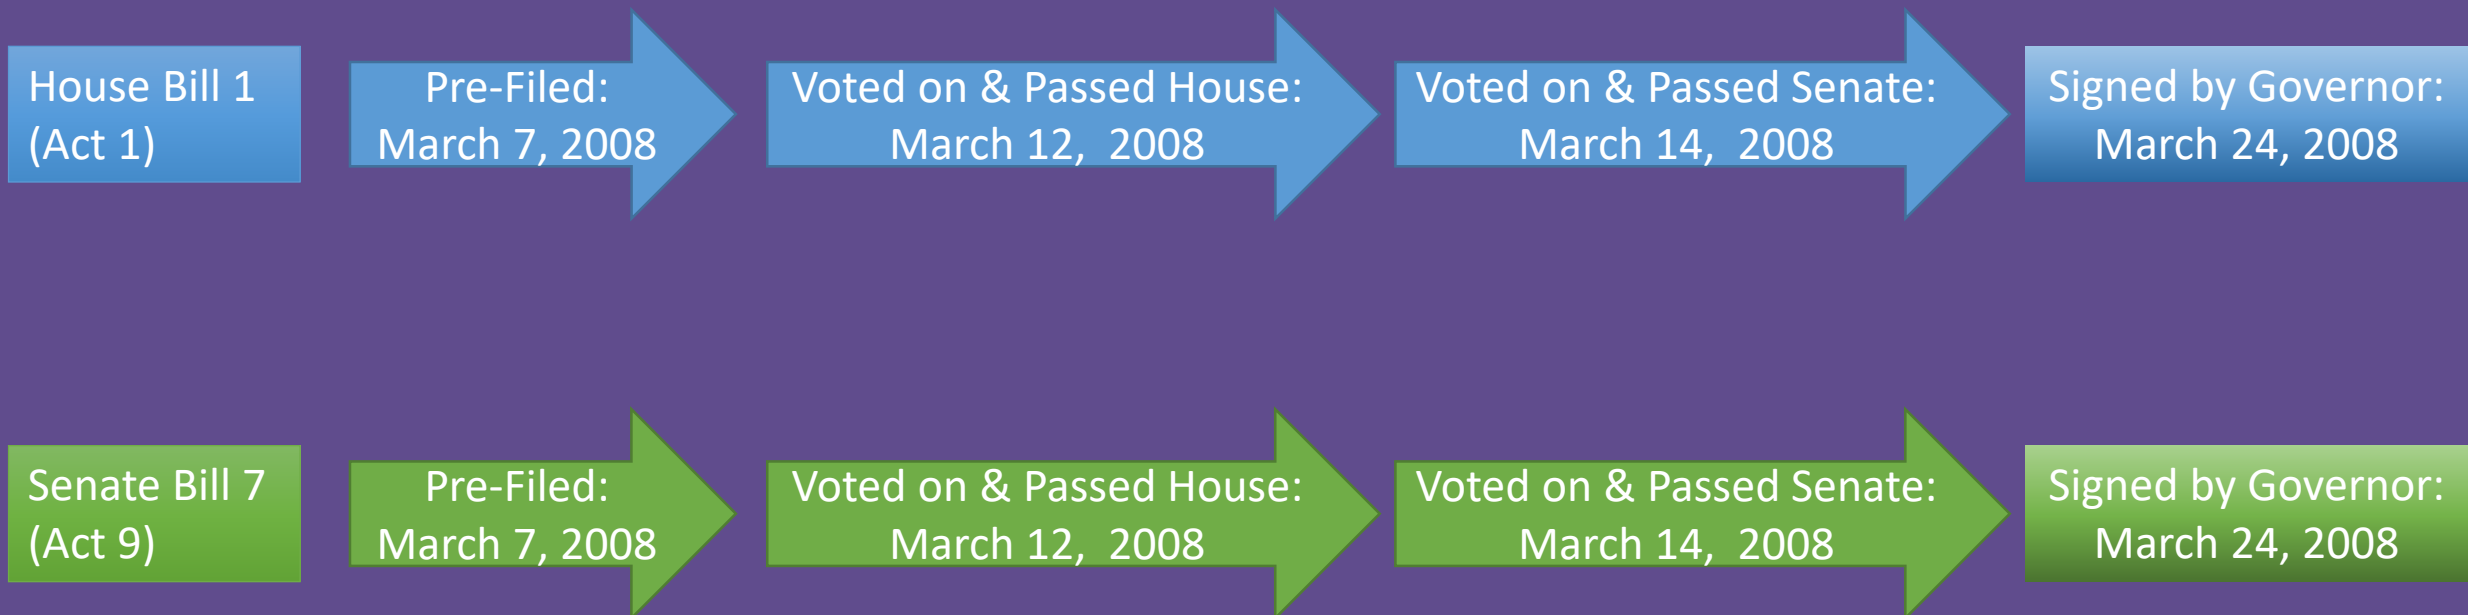 House Bill 1
(Act 1)
Pre-Filed:
March 7, 2008
Voted on & Passed House:
March 12,  2008
Voted on & Passed Senate:
March 14,  2008
Signed by Governor:
March 24, 2008
Senate Bill 7
(Act 9)
Pre-Filed:
March 7, 2008
Voted on & Passed House:
March 12,  2008
Voted on & Passed Senate:
March 14,  2008
Signed by Governor:
March 24, 2008